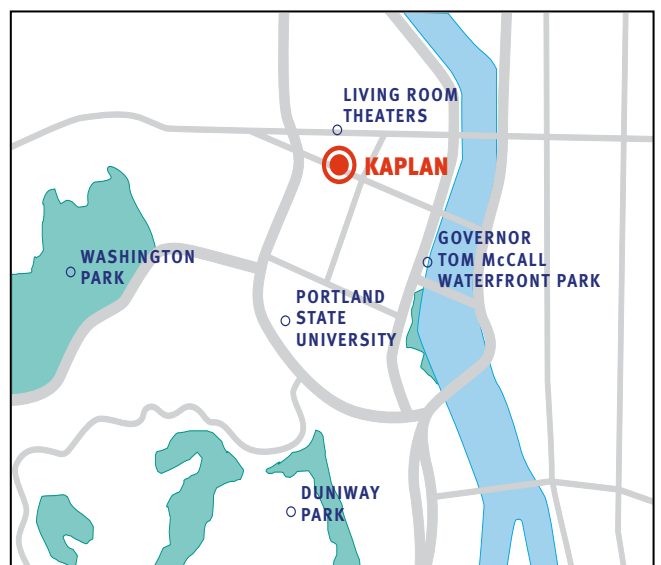 LIVING ROOM
THEATERS
KAPLAN
WASHINGTON
PARK
GOVERNOR
TOM McCALL
WATERFRONT PARK
PORTLAND
STATE
UNIVERSITY
DUNIWAY
PARK